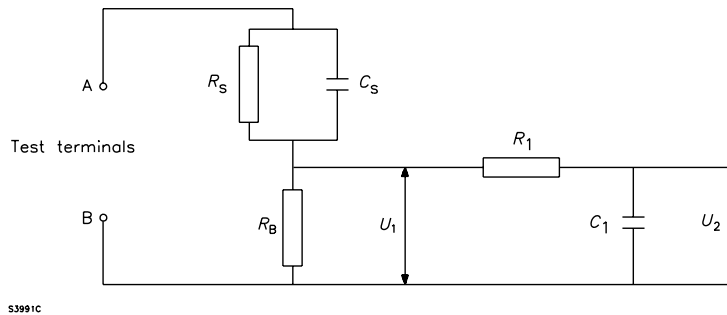 A
R_S
C_S
Test terminals
R_1
B
R_B
U_1
C_1
U_2
S3991C